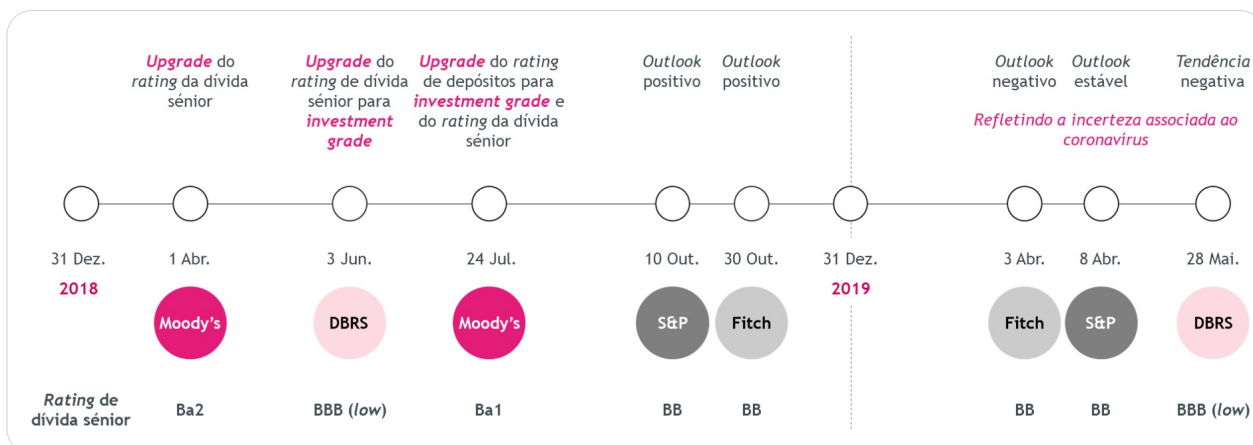 Upgrade do
rating da dívida
sénior
Upgrade do
rating de dívida
sénior para
investment
grade
Upgrade do rating
de depósitos para
investment grade e
do rating da dívida
sénior
Outlook
positivo
Outlook
positivo
Outlook
negativo
Outlook
estável
Tendência
negativa
Refletindo a incerteza associada ao
coronavírus
31 Dez.
2018
1 Abr.
3 Jun.
24 Jul.
10 Out.
30 Out.
31 Dez.
2019
3 Abr.
8 Abr.
28 Mai.
Moody's
DBRS
Moody's
S&P
Fitch
Fitch
S&P
DBRS
Rating de
dívida sénior
Ba2
BBB (low)
Ba1
BB
BB
BB
BB
BBB (low)